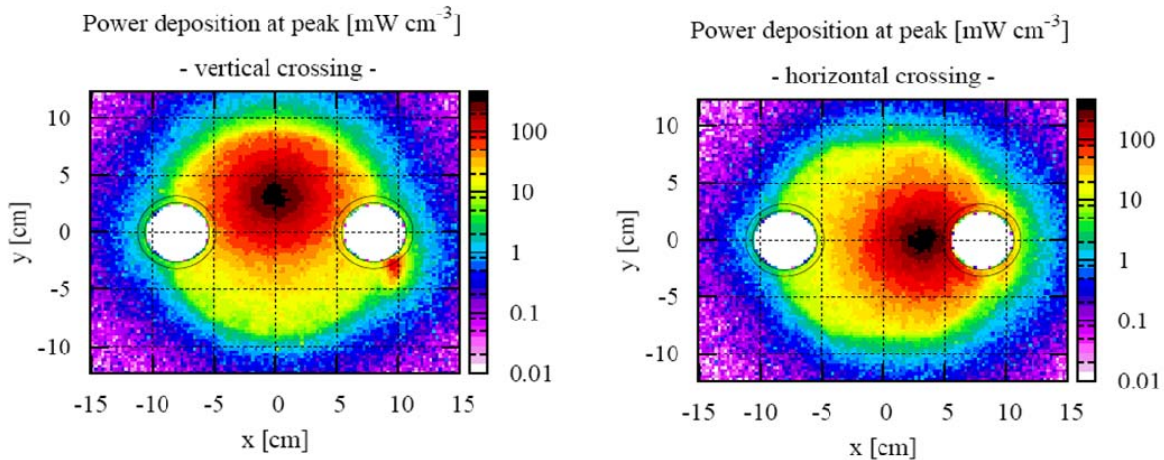 Power deposition at peak [mW cm-3]
- vertical crossing -
10
5
0
-5
-10
y [cm]
-15 -10 -5 0 5 10 15
x [cm]
100
10
1
0.1
0.01
Power deposition at peak [mW cm-3]
- horizontal crossing -
10
5
0
-5
-10
y [cm]
-15 -10 -5 0 5 10 15
x [cm]
100
10
1
0.1
0.01